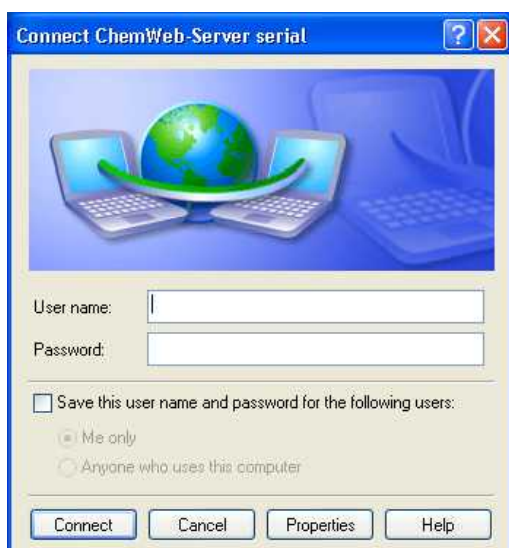 Connect ChemWeb-Server serial
User name:
Password:
Save this user name and password for the following users:
Me only
Anyone who uses this computer
Connect Cancel Properties Help